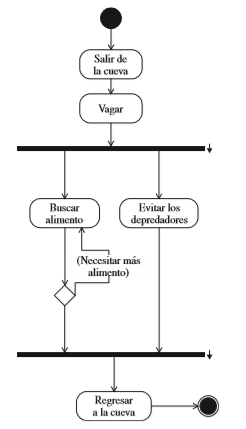 Salir de
la cueva
Vagar
Buscar
alimento
Evitar los
depredadores
(Necesitar más
alimento)
Regresar
a la cueva